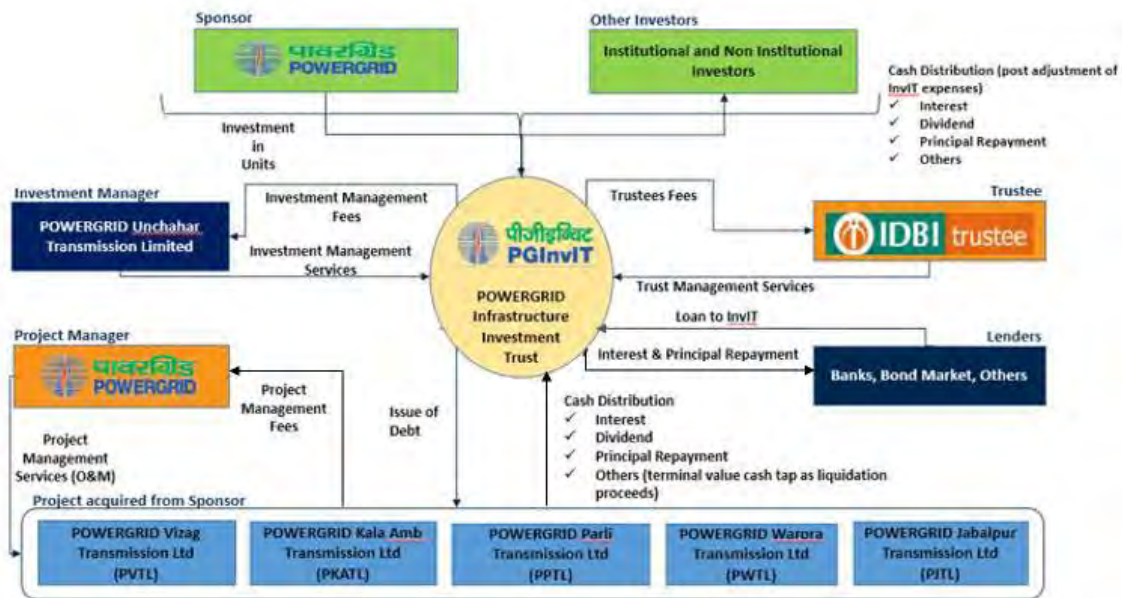 Sponsor
पावरग्रिड
POWERGRID
Other Investors
Institutional and Non Institutional
Investors
Cash Distribution (post adjustment of
InvIT expenses)
✓ Interest
✓ Dividend
✓ Principal Repayment
✓ Others
Investment
in
Units
Investment Manager
POWERGRID Unchahar
Transmission Limited
Investment Management
Fees
Investment Management
Services
पीजीइन्विट
PGInvIT
POWERGRID
Infrastructure
Investment
Trust
Trustees Fees
Trustee
IDBI trustee
Trust Management Services
Loan to InvIT
Lenders
Interest & Principal Repayment
Banks, Bond Market, Others
Project Manager
पावरग्रिड
POWERGRID
Project
Management
Fees
Project
Management
Services (O&M)
Issue of
Debt
Cash Distribution
✓ Interest
✓ Dividend
✓ Principal Repayment
✓ Others (terminal value cash tap as liquidation
proceeds)
Project acquired from Sponsor
POWERGRID Vizag
Transmission Ltd
(PVTL)
POWERGRID Kala Amb
Transmission Ltd
(PKATL)
POWERGRID Parli
Transmission Ltd
(PPTL)
POWERGRID Warora
Transmission Ltd
(PWTL)
POWERGRID Jabalpur
Transmission Ltd
(PJTL)